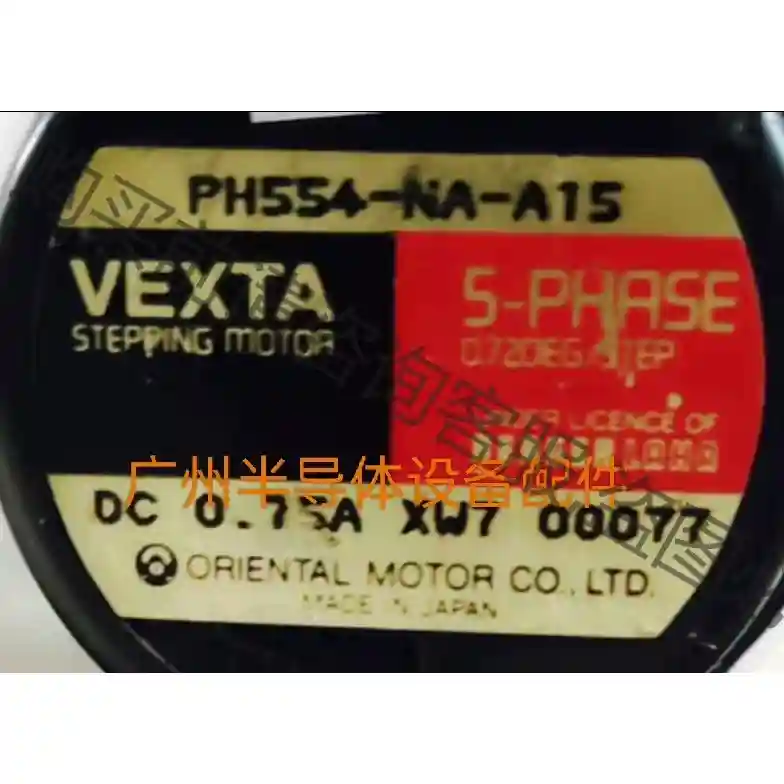 PH554-NA-A15
VEXTA
STEPPING MOTOR
5-PHASE
0.72DEG/STEP
UNDER LICENCE OF
广州半导体设备配件
DC 0.75A XW7 00077
ORIENTAL MOTOR CO., LTD.
MADE IN JAPAN